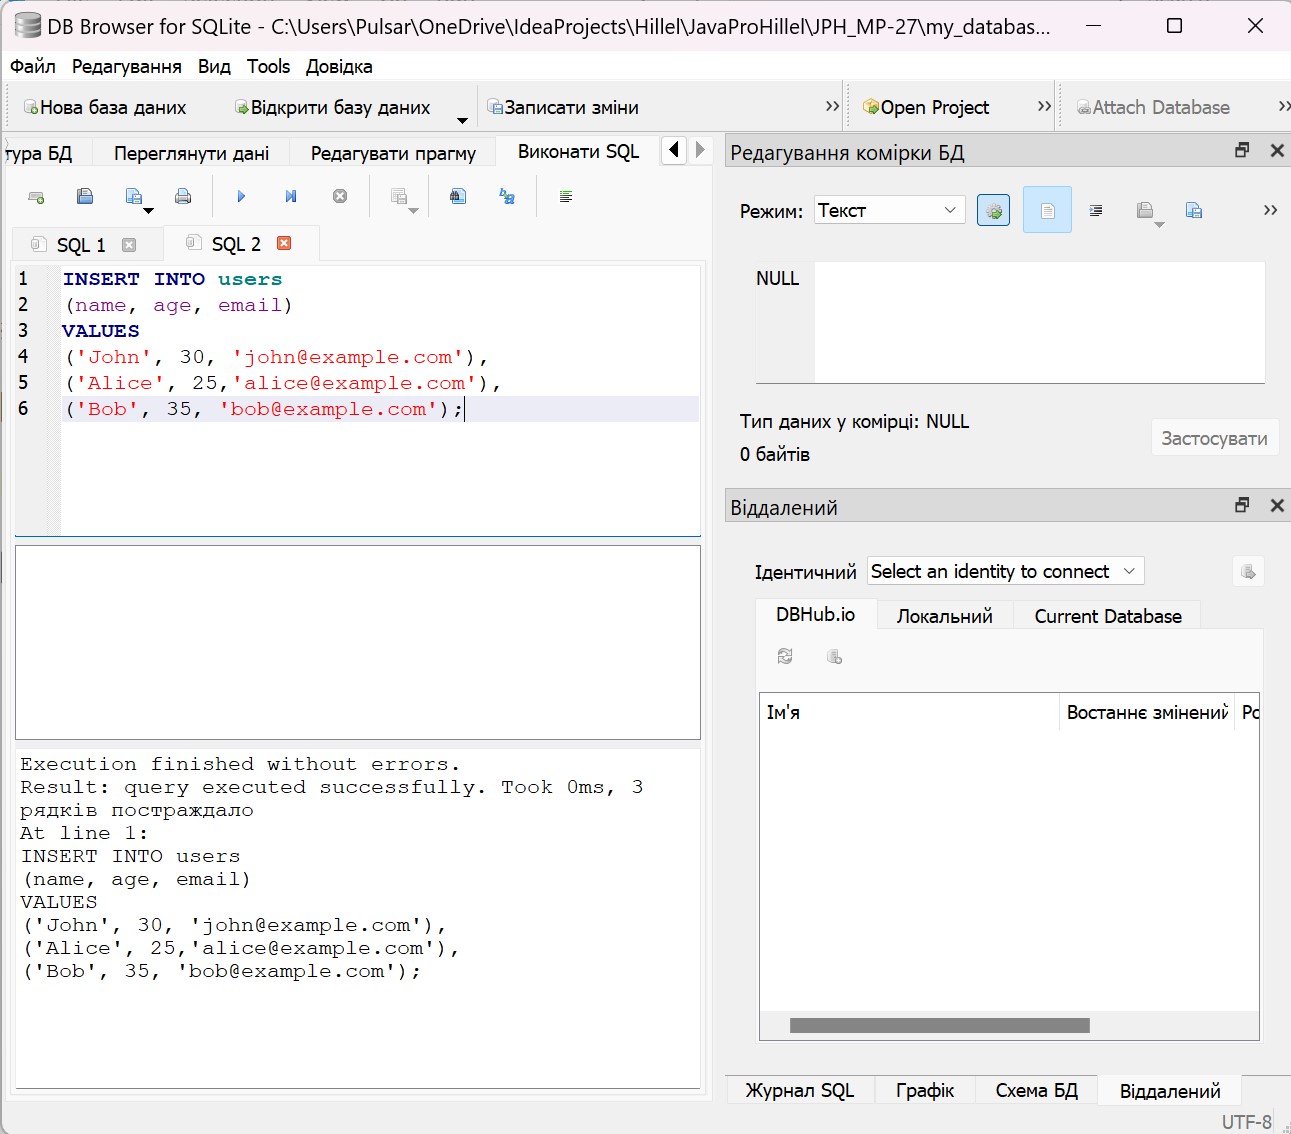 DB Browser for SQLite - C:\Users\Pulsar\OneDrive\IdeaProjects\Hillel\JavaProHillel\JPH_MP-27\my_databas...
Файл Редагування Вид Tools Довідка
Нова база даних Відкрити базу даних Записати зміни >> Open Project >> Attach Database >>
тура БД Переглянути дані Редагувати прагму Виконати SQL
SQL 1 SQL 2
1 INSERT INTO users
2 (name, age, email)
3 VALUES
4 ('John', 30, 'john@example.com'),
5 ('Alice', 25,'alice@example.com'),
6 ('Bob', 35, 'bob@example.com');
Execution finished without errors.
Result: query executed successfully. Took 0ms, 3
рядків постраждало
At line 1:
INSERT INTO users
(name, age, email)
VALUES
('John', 30, 'john@example.com'),
('Alice', 25,'alice@example.com'),
('Bob', 35, 'bob@example.com');
Редагування комірки БД
Режим: Текст >>
NULL
Тип даних у комірці: NULL
0 байтів
Застосувати
Віддалений
Ідентичний Select an identity to connect
DBHub.io Локальний Current Database
Ім'я Востаннє змінений Рс
Журнал SQL Графік Схема БД Віддалений
UTF-8